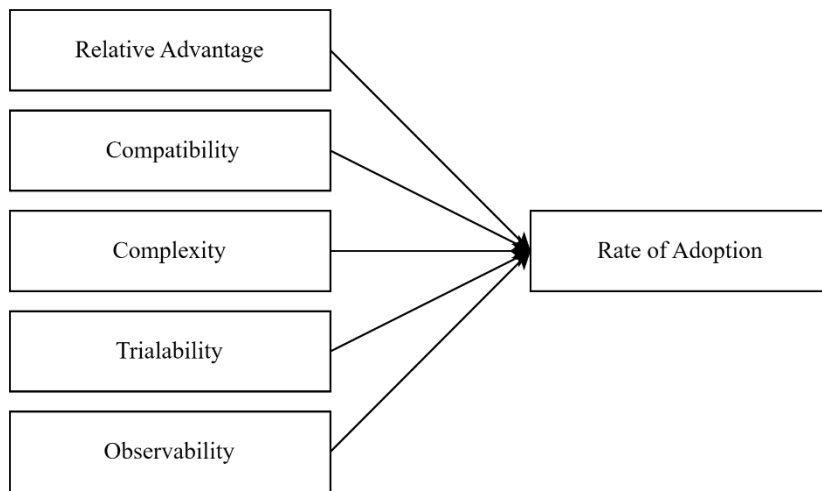 Relative Advantage
Compatibility
Complexity
Rate of Adoption
Trialability
Observability